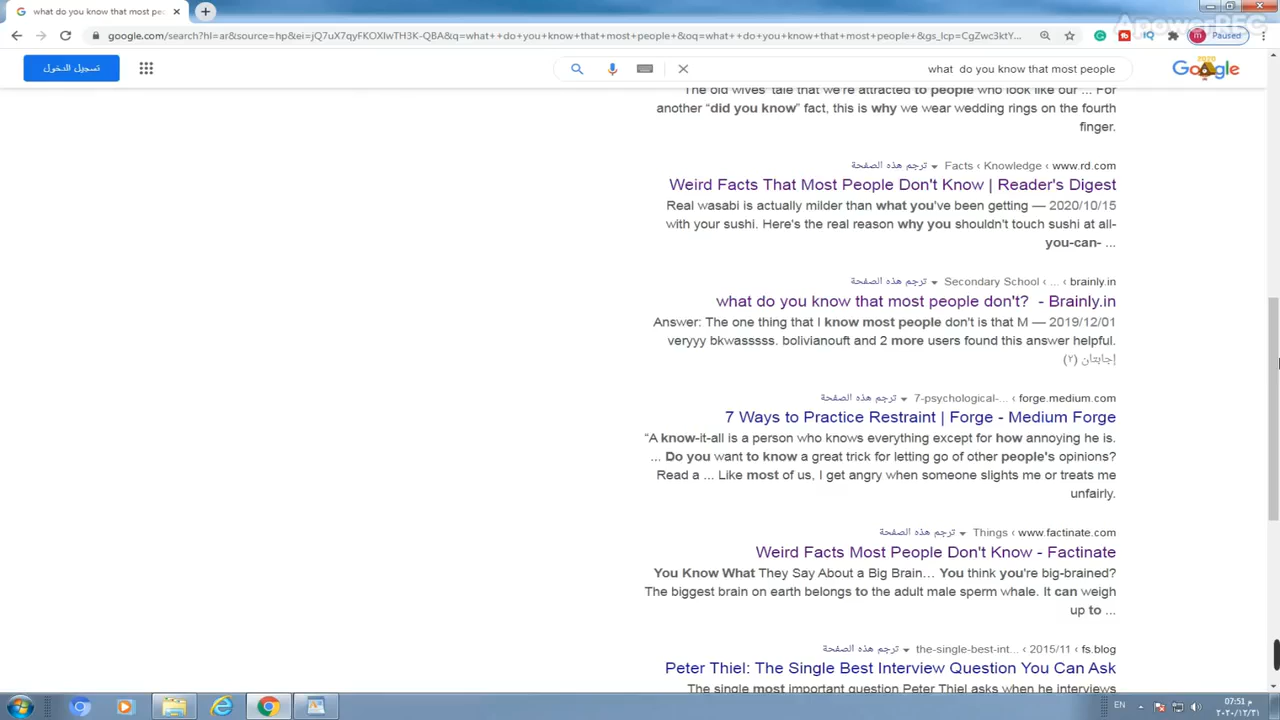 what do you know that most peo
ApowerREC
google.com/search?hl=ar&source=hp&ei=jQ7uX7qyFKOXlwTH3K-QBA&q=what++do+you+know+that+most+people+&oq=what++do+you+know+that+most+people+&gs_lcp=CgZwc3ktY...
Paused
تسجيل الدخول
what do you know that most people
Google
The old wives' tale that we're attracted to people who look like our ... For
another “did you know” fact, this is why we wear wedding rings on the fourth
finger.
ترجم هذه الصفحة Facts ‹ Knowledge ‹ www.rd.com
Weird Facts That Most People Don't Know | Reader's Digest
Real wasabi is actually milder than what you've been getting — 2020/10/15
with your sushi. Here's the real reason why you shouldn't touch sushi at all-
you-can- ...
ترجم هذه الصفحة Secondary School ‹ ... ‹ brainly.in
what do you know that most people don't? - Brainly.in
Answer: The one thing that I know most people don't is that M — 2019/12/01
veryyy bkwasssss. bolivianouft and 2 more users found this answer helpful.
إجابتان (٢)
ترجم هذه الصفحة 7-psychological-... ‹ forge.medium.com
7 Ways to Practice Restraint | Forge - Medium Forge
“A know-it-all is a person who knows everything except for how annoying he is.
... Do you want to know a great trick for letting go of other people's opinions?
Read a ... Like most of us, I get angry when someone slights me or treats me
unfairly.
ترجم هذه الصفحة Things ‹ www.factinate.com
Weird Facts Most People Don't Know - Factinate
You Know What They Say About a Big Brain… You think you're big-brained?
The biggest brain on earth belongs to the adult male sperm whale. It can weigh
up to ...
ترجم هذه الصفحة the-single-best-int... ‹ 2015/11 ‹ fs.blog
Peter Thiel: The Single Best Interview Question You Can Ask
The single most important question Peter Thiel asks when he interviews
EN
07:51 م
٢٠٢٠/١٢/٣١